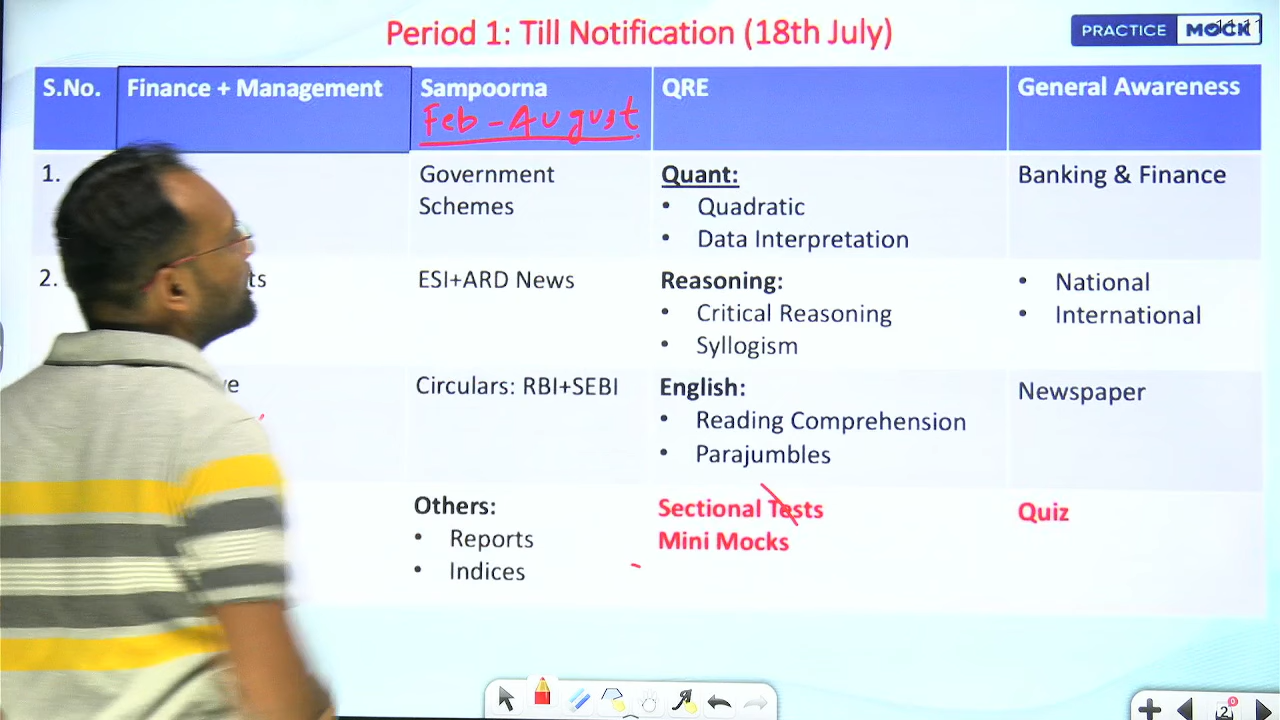 Period 1: Till Notification (18th July)
PRACTICE MOCK
S.No. Finance + Management Sampoorna QRE General Awareness
Feb - August
1. Government Schemes Quant: Banking & Finance
Quadratic
Data Interpretation
2. ESI+ARD News Reasoning: National
Critical Reasoning International
Syllogism
Circulars: RBI+SEBI English: Newspaper
Reading Comprehension
Parajumbles
Others: Sectional Tests Quiz
Reports Mini Mocks
Indices
2